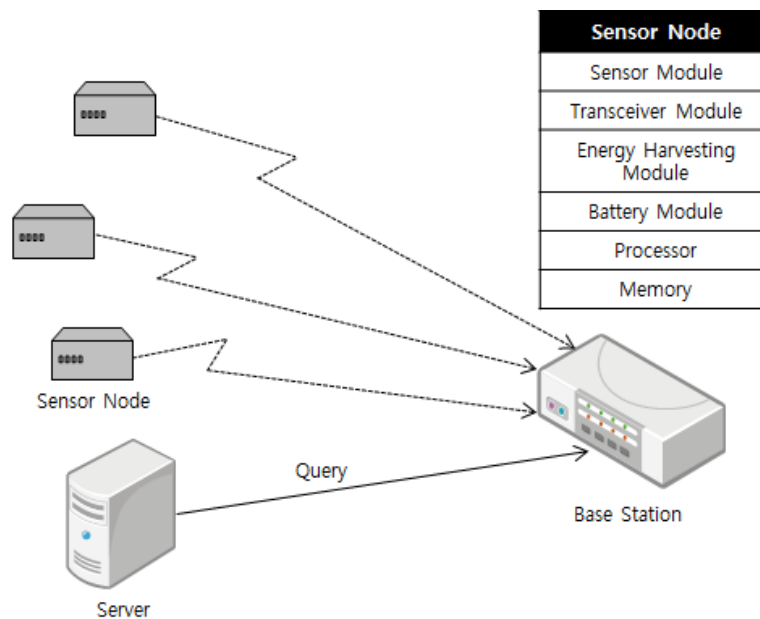 Sensor Node
Sensor Module
Transceiver Module
Energy Harvesting
Module
Battery Module
Processor
Memory
Sensor Node
Query
Base Station
Server